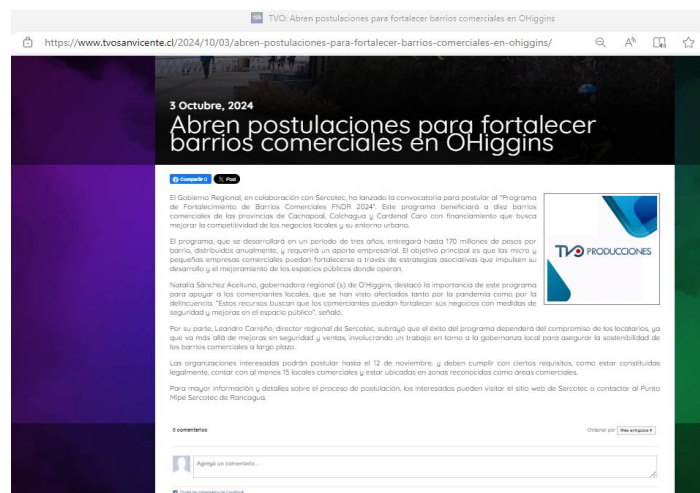 TVO: Abren postulaciones para fortalecer barrios comerciales en OHiggins
https://www.tvosanvicente.cl/2024/10/03/abren-postulaciones-para-fortalecer-barrios-comerciales-en-ohiggins/
3 Octubre, 2024
Abren postulaciones para fortalecer
barrios comerciales en OHiggins
Compartir 0
Post
El Gobierno Regional, en colaboración con Sercotec, ha lanzado la convocatoria para postular al "Programa
de Fortalecimiento de Barrios Comerciales FNDR 2024". Este programa beneficiará a diez barrios
comerciales de las provincias de Cachapoal, Colchagua y Cardenal Caro con financiamiento que busca
mejorar la competitividad de los negocios locales y su entorno urbano.
TVO PRODUCCIONES
El programa, que se desarrollará en un período de tres años, entregará hasta 170 millones de pesos por
barrio, distribuidos anualmente, y requerirá un aporte empresarial. El objetivo principal es que las micro y
pequeñas empresas comerciales puedan fortalecerse a través de estrategias asociativas que impulsen su
desarrollo y el mejoramiento de los espacios públicos donde operan.
Natalia Sánchez Aceituno, gobernadora regional (s) de O'Higgins, destacó la importancia de este programa
para apoyar a los comerciantes locales, que se han visto afectados tanto por la pandemia como por la
delincuencia. "Estos recursos buscan que los comerciantes puedan fortalecer sus negocios con medidas de
seguridad y mejoras en el espacio público", señaló.
Por su parte, Leandro Carreño, director regional de Sercotec, subrayó que el éxito del programa dependerá del compromiso de los locatarios, ya
que va más allá de mejoras en seguridad y ventas, involucrando un trabajo en torno a la gobernanza local para asegurar la sostenibilidad de
los barrios comerciales a largo plazo.
Las organizaciones interesadas podrán postular hasta el 12 de noviembre, y deben cumplir con ciertos requisitos, como estar constituidas
legalmente, contar con al menos 15 locales comerciales y estar ubicadas en zonas reconocidas como áreas comerciales.
Para mayor información y detalles sobre el proceso de postulación, los interesados pueden visitar el sitio web de Sercotec o contactar al Punto
Mipe Sercotec de Rancagua.
0 comentarios
Ordenar por Más antiguos
Agrega un comentario...